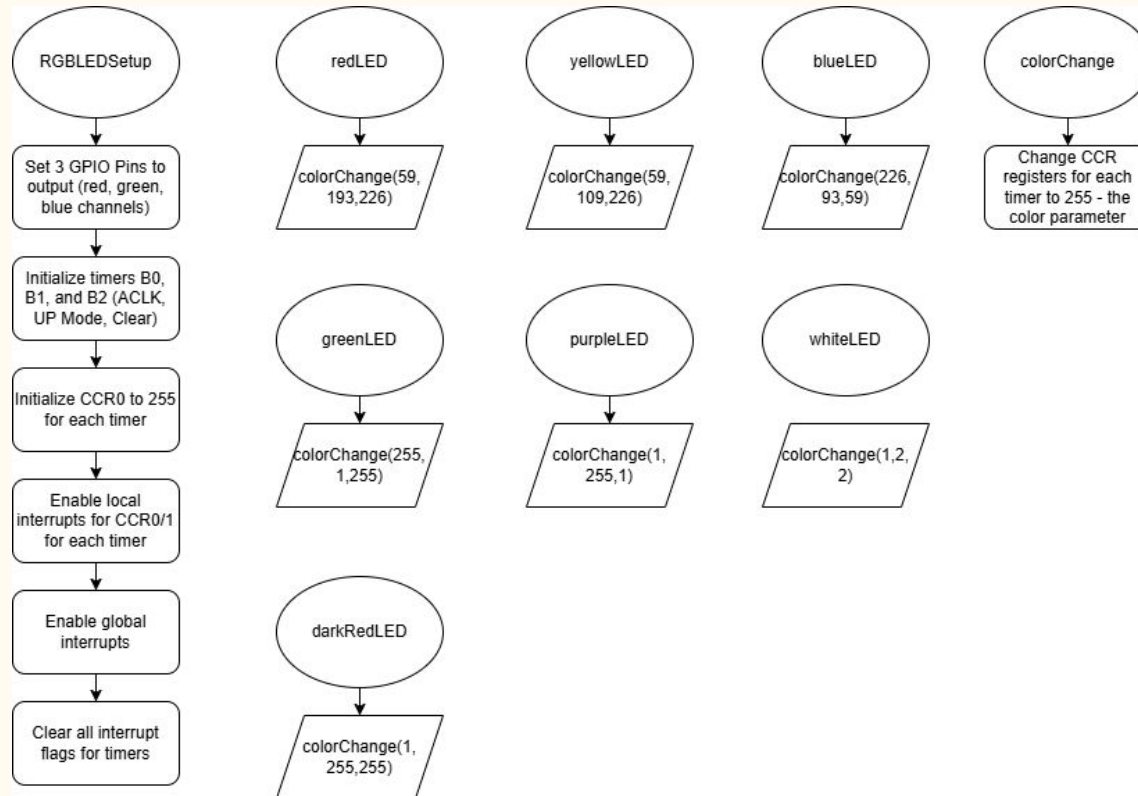 RGBLEDSetup
Set 3 GPIO Pins to
output (red, green,
blue channels)
Initialize timers B0,
B1, and B2 (ACLK,
UP Mode, Clear)
Initialize CCR0 to 255
for each timer
Enable local
interrupts for CCR0/1
for each timer
Enable global
interrupts
Clear all interrupt
flags for timers
redLED
colorChange(59,
193,226)
yellowLED
colorChange(59,
109,226)
blueLED
colorChange(226,
93,59)
colorChange
Change CCR
registers for each
timer to 255 - the
color parameter
greenLED
colorChange(255,
1,255)
purpleLED
colorChange(1,
255,1)
whiteLED
colorChange(1,2,
2)
darkRedLED
colorChange(1,
255,255)